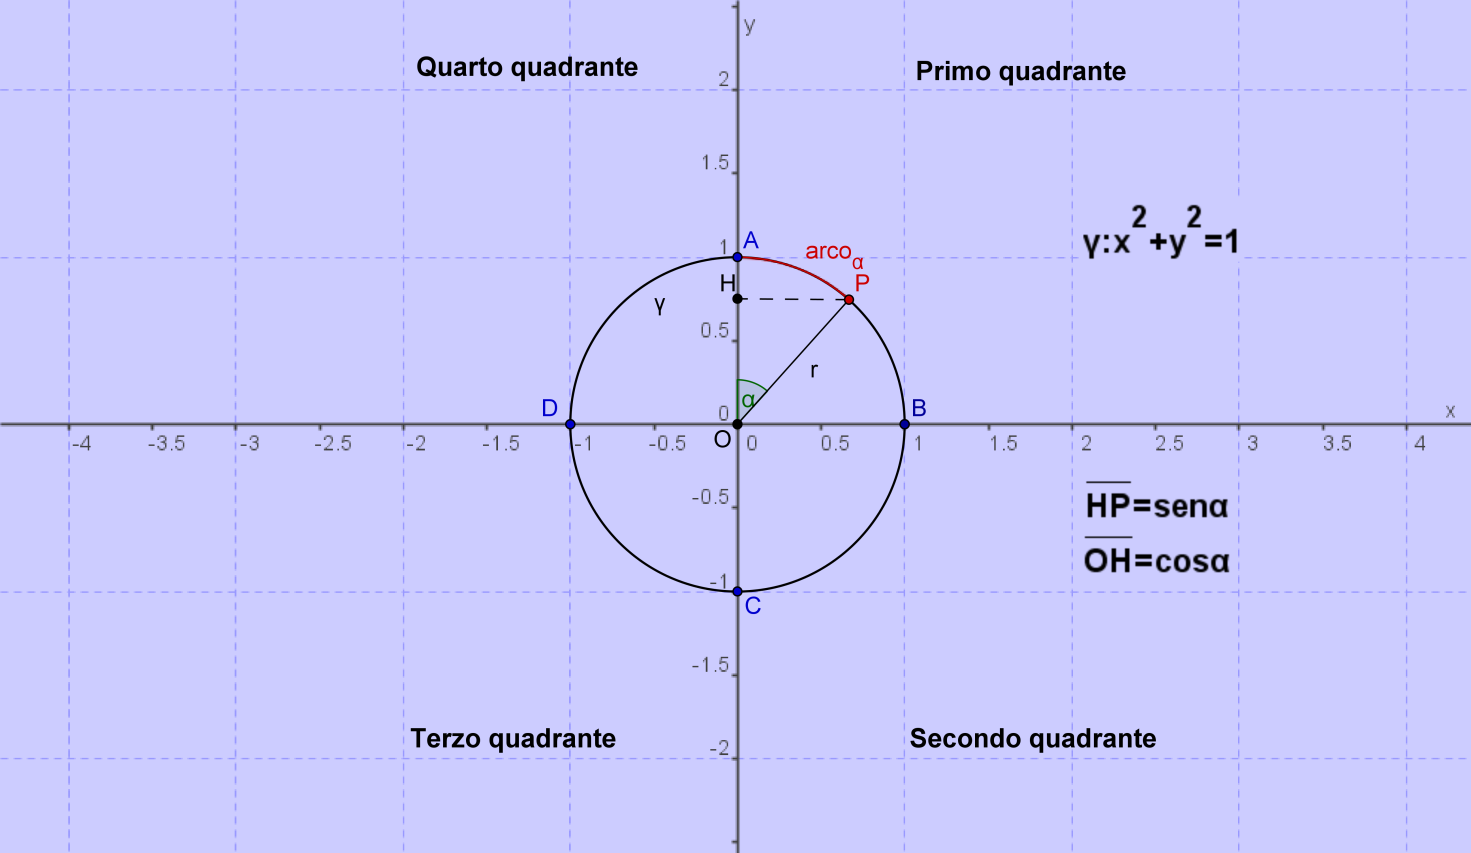 y
Quarto quadrante
Primo quadrante
2
1.5
γ:x²+y²=1
A
1
arco
α
H
P
γ
0.5
r
α
D
0
B
x
-4 -3.5 -3 -2.5 -2 -1.5 -1 -0.5 O 0 0.5 1 1.5 2 2.5 3 3.5 4
-0.5
HP=senα
OH=cosα
-1
C
-1.5
Terzo quadrante
Secondo quadrante
-2